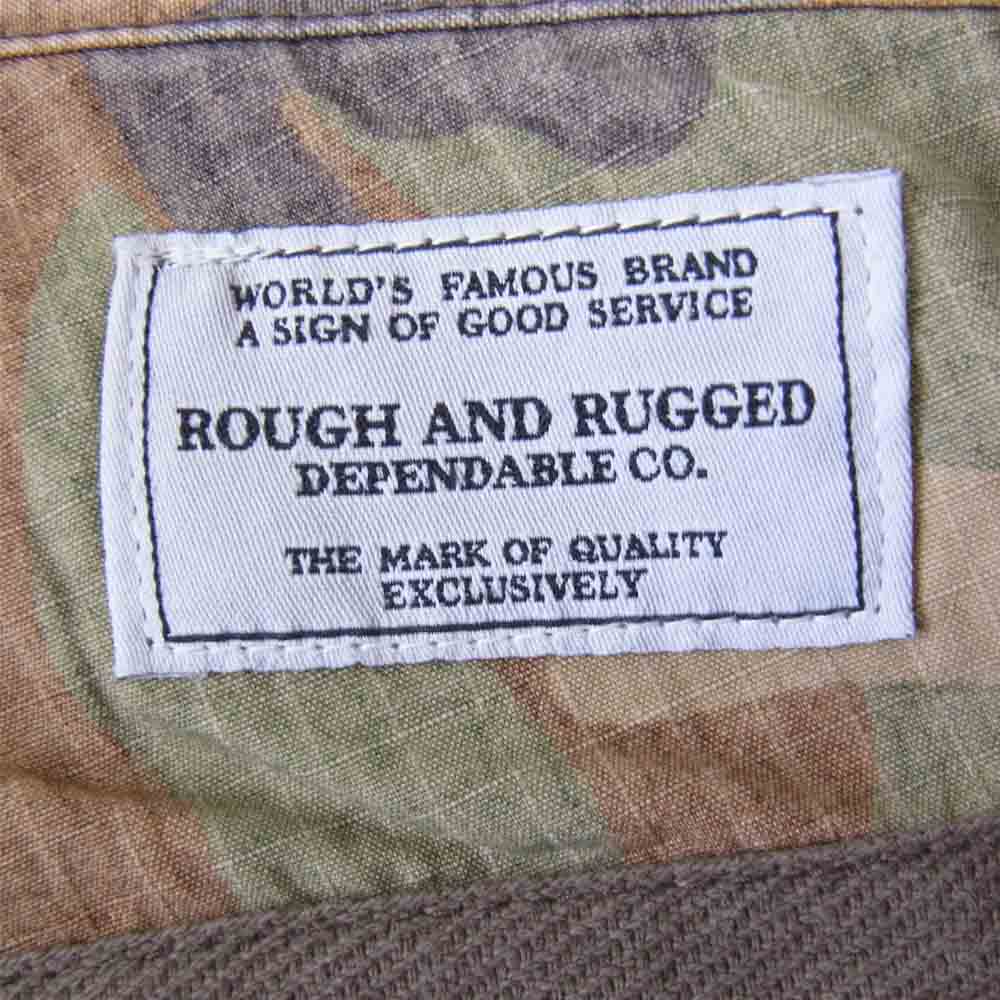 WORLD'S FAMOUS BRAND
A SIGN OF GOOD SERVICE
ROUGH AND RUGGED
DEPENDABLE CO.
THE MARK OF QUALITY
EXCLUSIVELY